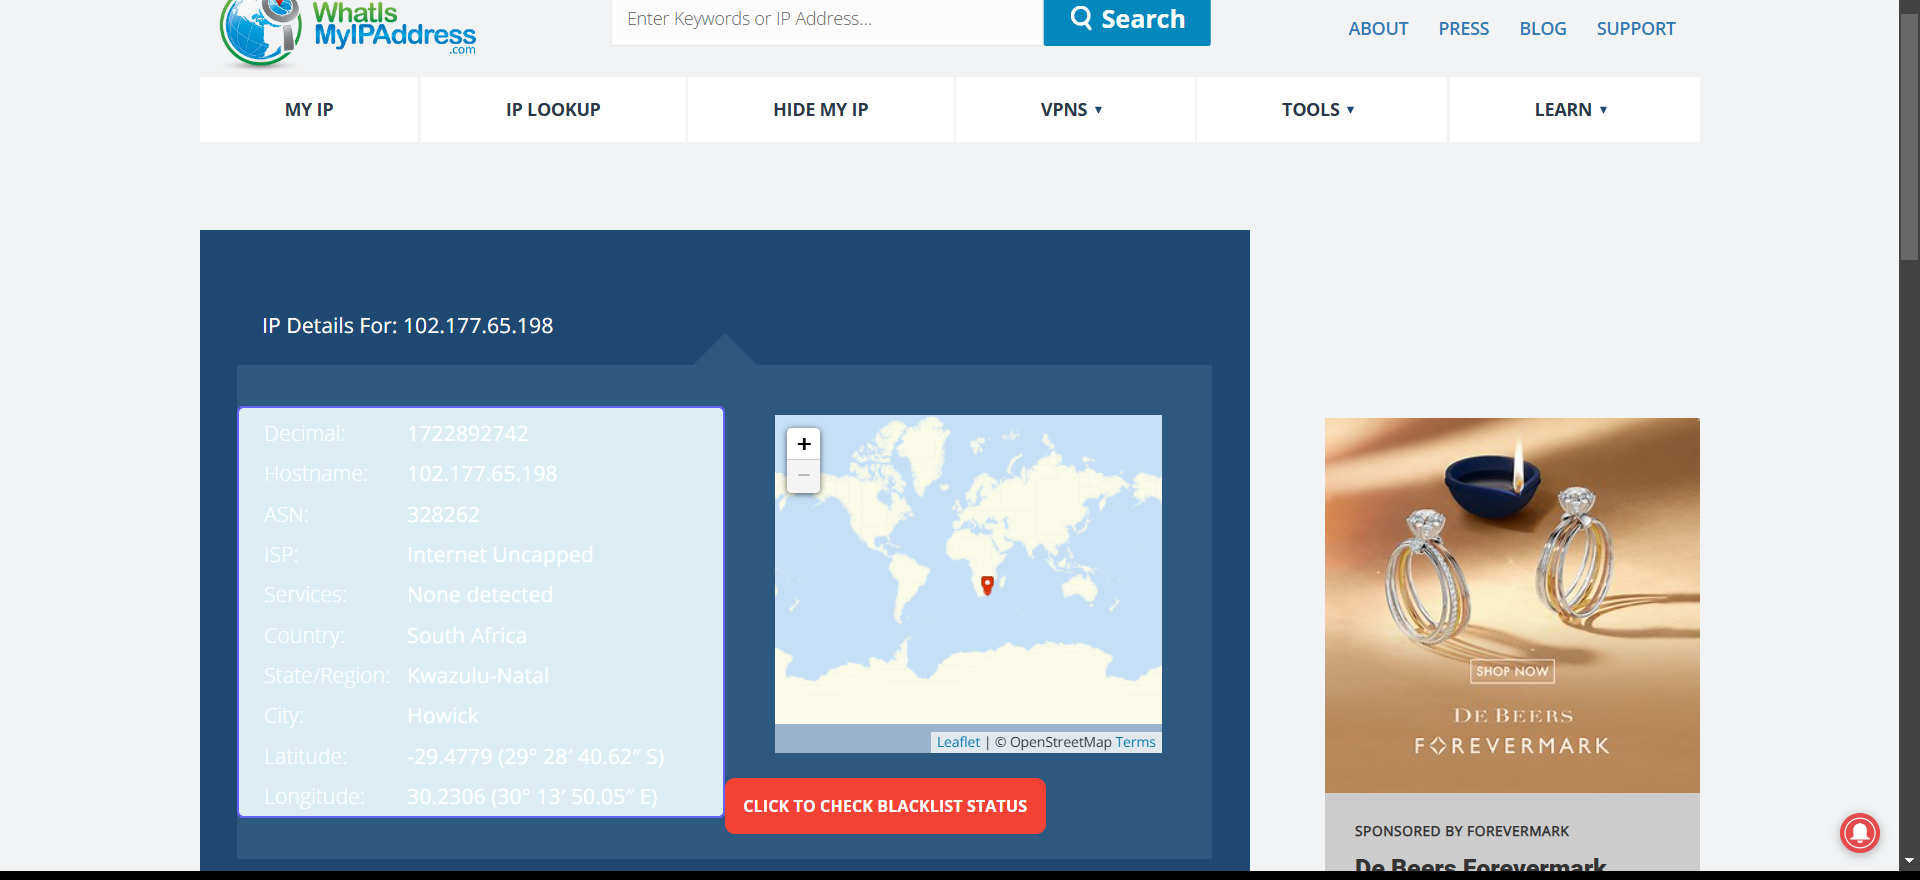 WhatIs
MyIPAddress
.com
Enter Keywords or IP Address...
Search
ABOUT PRESS BLOG SUPPORT
MY IP IP LOOKUP HIDE MY IP VPNS ▾ TOOLS ▾ LEARN ▾
IP Details For: 102.177.65.198
Decimal: 1722892742
Hostname: 102.177.65.198
ASN: 328262
ISP: Internet Uncapped
Services: None detected
Country: South Africa
State/Region: Kwazulu-Natal
City: Howick
Latitude: -29.4779 (29° 28′ 40.62″ S)
Longitude: 30.2306 (30° 13′ 50.05″ E)
+
−
Leaflet | © OpenStreetMap Terms
CLICK TO CHECK BLACKLIST STATUS
SHOP NOW
DE BEERS
FOREVERMARK
SPONSORED BY FOREVERMARK
De Beers Forevermark